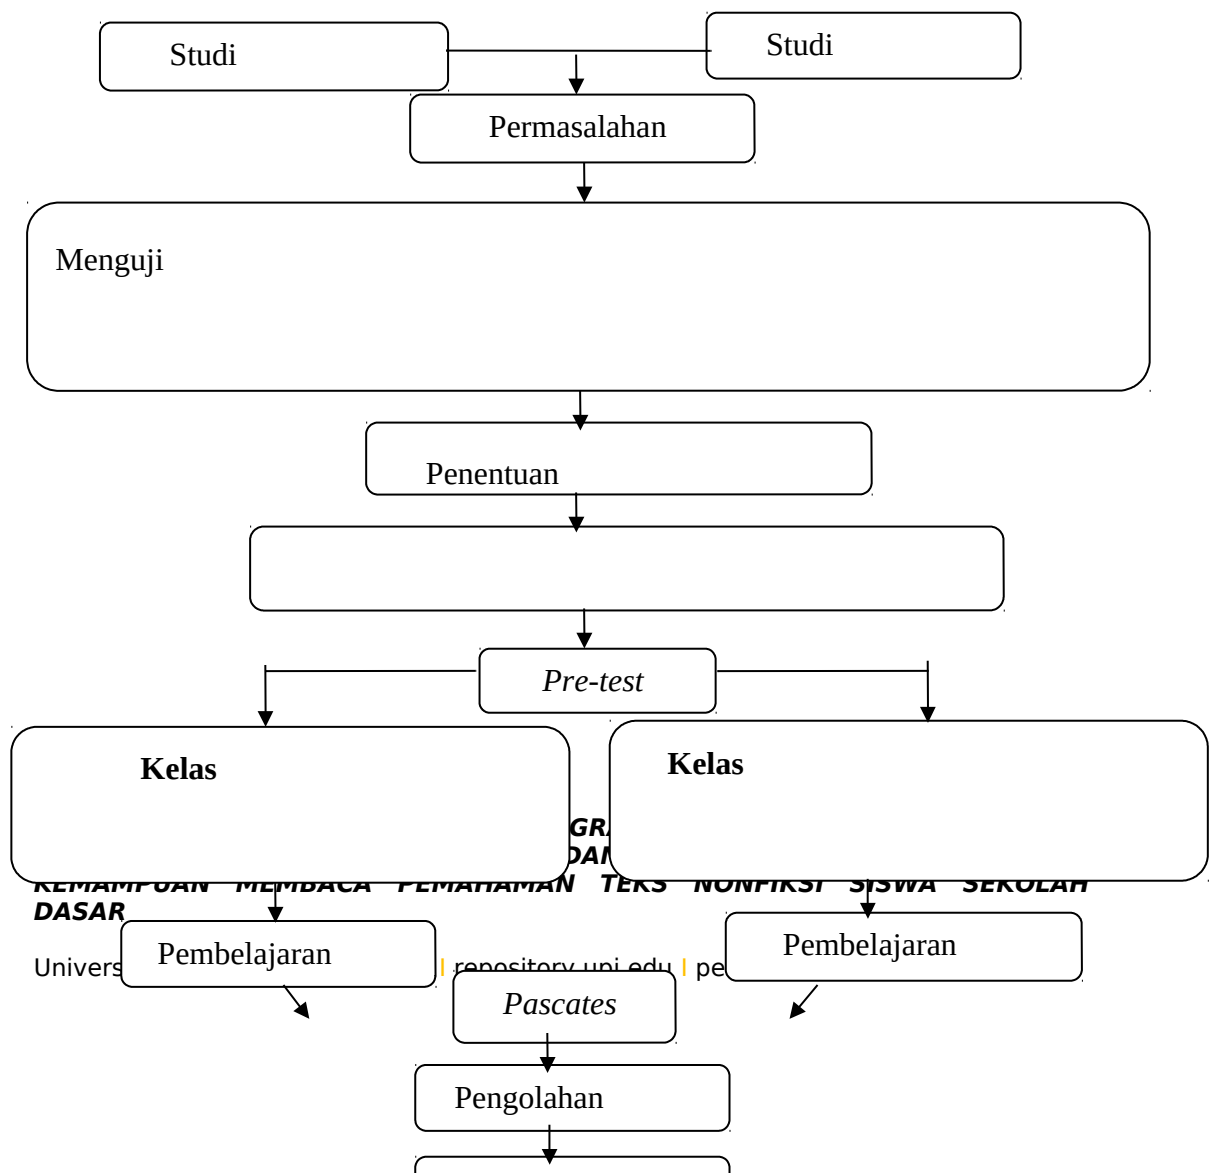 Studi
Studi
Permasalahan
Menguji
Penentuan
Pre-test
Kelas
Kelas
KEMAMPUAN MEMBACA PEMAHAMAN TEKS NONFIKSI SISWA SEKOLAH
DASAR
Pembelajaran
Pembelajaran
| repository.upi.edu |
Pascates
Pengolahan